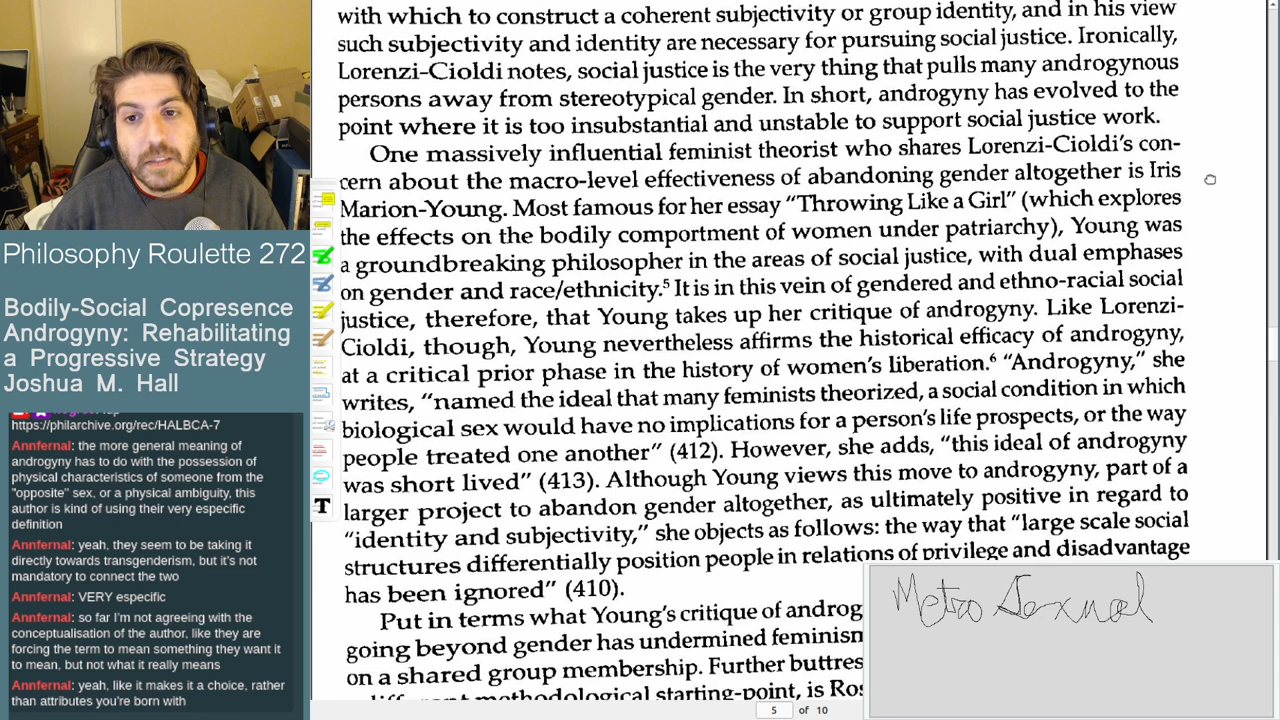 with which to construct a coherent subjectivity or group identity, and in his view
such subjectivity and identity are necessary for pursuing social justice. Ironically,
Lorenzi-Cioldi notes, social justice is the very thing that pulls many androgynous
persons away from stereotypical gender. In short, androgyny has evolved to the
point where it is too insubstantial and unstable to support social justice work.
One massively influential feminist theorist who shares Lorenzi-Cioldi's con-
cern about the macro-level effectiveness of abandoning gender altogether is Iris
Marion-Young. Most famous for her essay “Throwing Like a Girl” (which explores
the effects on the bodily comportment of women under patriarchy), Young was
a groundbreaking philosopher in the areas of social justice, with dual emphases
on gender and race/ethnicity.5 It is in this vein of gendered and ethno-racial social
justice, therefore, that Young takes up her critique of androgyny. Like Lorenzi-
Cioldi, though, Young nevertheless affirms the historical efficacy of androgyny,
at a critical prior phase in the history of women's liberation.6 “Androgyny,” she
writes, “named the ideal that many feminists theorized, a social condition in which
biological sex would have no implications for a person's life prospects, or the way
people treated one another” (412). However, she adds, “this ideal of androgyny
was short lived” (413). Although Young views this move to androgyny, part of a
larger project to abandon gender altogether, as ultimately positive in regard to
“identity and subjectivity,” she objects as follows: the way that “large scale social
structures differentially position people in relations of privilege and disadvantage
has been ignored” (410).
Put in terms what Young's critique of androg
going beyond gender has undermined feminism
on a shared group membership. Further buttres
different methodological starting-point, is Ros
T
Philosophy Roulette 272
Bodily-Social Copresence
Androgyny: Rehabilitating
a Progressive Strategy
Joshua M. Hall
https://philarchive.org/rec/HALBCA-7
Annfernal: the more general meaning of
androgyny has to do with the possession of
physical characteristics of someone from the
"opposite" sex, or a physical ambiguity, this
author is kind of using their very especific
definition
Annfernal: yeah, they seem to be taking it
directly towards transgenderism, but it's not
mandatory to connect the two
Annfernal: VERY especific
Annfernal: so far I'm not agreeing with the
conceptualisation of the author, like they are
forcing the term to mean something they want it
to mean, but not what it really means
Annfernal: yeah, like it makes it a choice, rather
than attributes you're born with
Metro Sexual
5 of 10